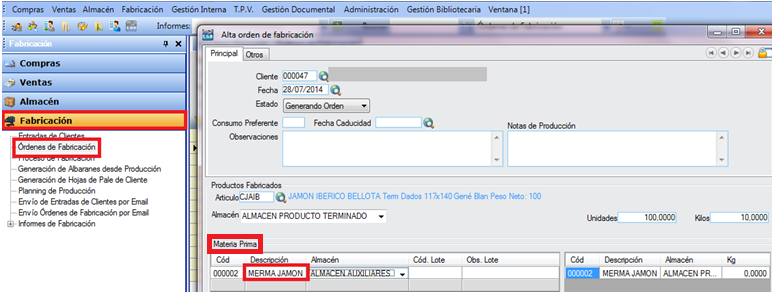 Compras Ventas Almacén Fabricación Gestión Interna T.P.V. Gestión Documental Administración Gestión Bibliotecaria Ventana [1]
Informes:
Fabricación
Compras
Ventas
Almacén
Fabricación
Entradas de Clientes
Órdenes de Fabricación
Proceso de Fabricación
Generación de Albaranes desde Producción
Generación de Hojas de Pale de Cliente
Planning de Producción
Envío de Entradas de Clientes por Email
Envío Órdenes de Fabricación por Email
Informes de Fabricación
Alta orden de fabricación
Principal Otros
Cliente 000047
Fecha 28/07/2014
Estado Generando Orden
Consumo Preferente Fecha Caducidad
Observaciones Notas de Producción
Productos Fabricados
Articulo CJAIB JAMON IBERICO BELLOTA Term Dados 117x140 Gené Blan Peso Neto: 100
Almacén ALMACEN PRODUCTO TERMINADO Unidades 100,0000 Kilos 10,0000
Materia Prima
Cód Descripción Almacén Cód. Lote Obs. Lote
000002 MERMA JAMON ALMACEN AUXILIARES
Cód Descripción Almacén Kg
000002 MERMA JAMON ALMACEN PR... 0,0000